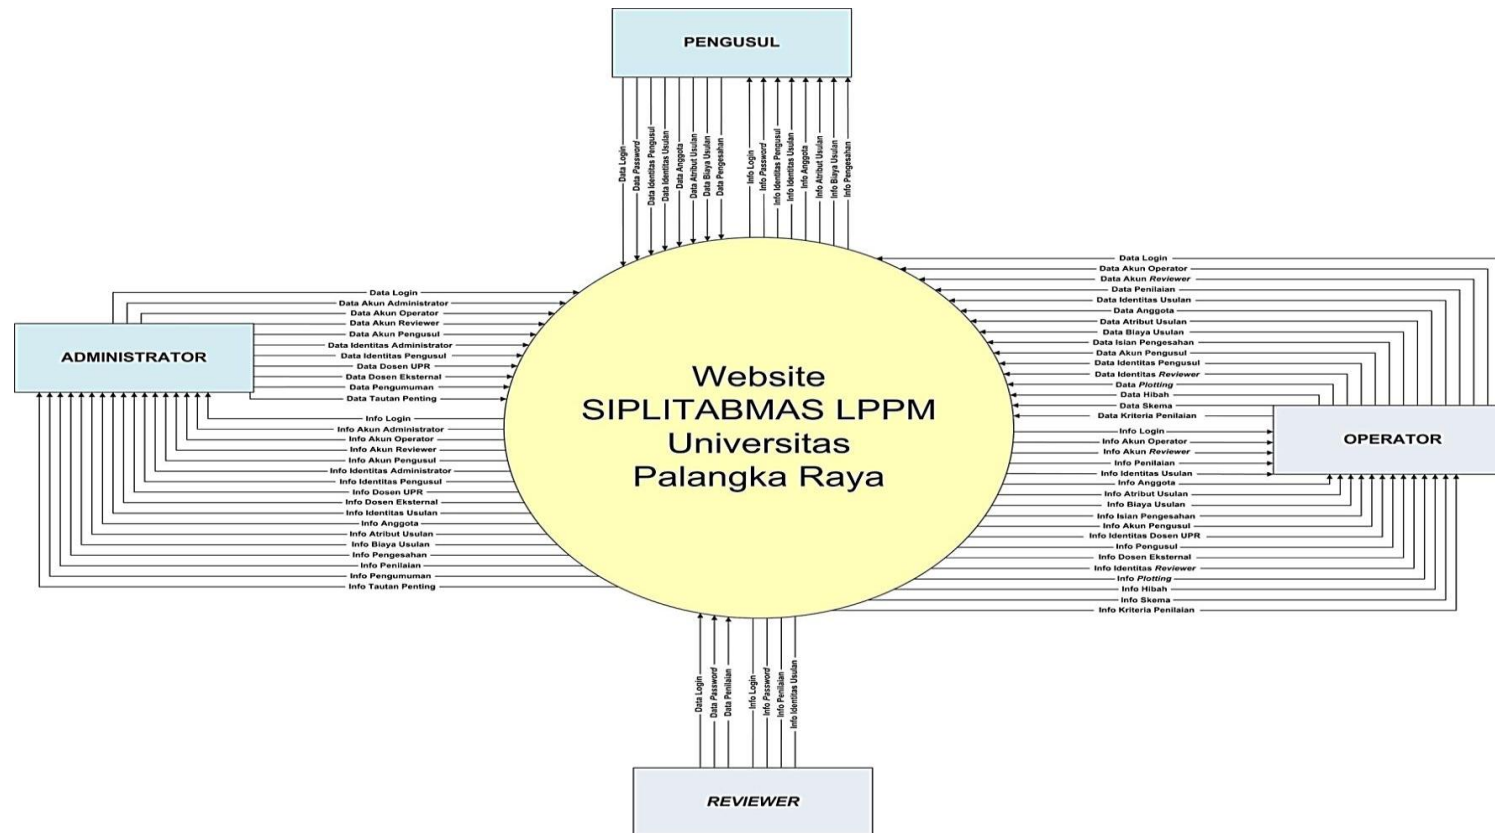 PENGUSUL
Data Login
Data Password
Data Identitas Pengusul
Data Identitas Usulan
Data Anggota
Data Atribut Usulan
Data Biaya Usulan
Data Pengesahan
Info Login
Info Password
Info Identitas Pengusul
Info Identitas Usulan
Info Anggota
Info Atribut Usulan
Info Biaya Usulan
Info Pengesahan
ADMINISTRATOR
Data Login
Data Akun Administrator
Data Akun Operator
Data Akun Reviewer
Data Akun Pengusul
Data Identitas Administrator
Data Identitas Pengusul
Data Dosen UPR
Data Dosen Eksternal
Data Pengumuman
Data Tautan Penting
Info Login
Info Akun Administrator
Info Akun Operator
Info Akun Reviewer
Info Akun Pengusul
Info Identitas Administrator
Info Identitas Pengusul
Info Dosen UPR
Info Dosen Eksternal
Info Identitas Usulan
Info Anggota
Info Atribut Usulan
Info Biaya Usulan
Info Pengesahan
Info Penilaian
Info Pengumuman
Info Tautan Penting
Website
SIPLITABMAS LPPM
Universitas
Palangka Raya
Data Login
Data Akun Operator
Data Akun Reviewer
Data Penilaian
Data Identitas Usulan
Data Anggota
Data Atribut Usulan
Data Biaya Usulan
Data Isian Pengesahan
Data Akun Pengusul
Data Identitas Pengusul
Data Identitas Reviewer
Data Plotting
Data Hibah
Data Skema
Data Kriteria Penilaian
Info Login
Info Akun Operator
Info Akun Reviewer
Info Penilaian
Info Identitas Usulan
Info Anggota
Info Atribut Usulan
Info Biaya Usulan
Info Isian Pengesahan
Info Akun Pengusul
Info Identitas Dosen UPR
Info Pengusul
Info Dosen Eksternal
Info Identitas Reviewer
Info Plotting
Info Hibah
Info Skema
Info Kriteria Penilaian
OPERATOR
Data Login
Data Password
Data Penilaian
Info Login
Info Password
Info Penilaian
Info Identitas Usulan
REVIEWER